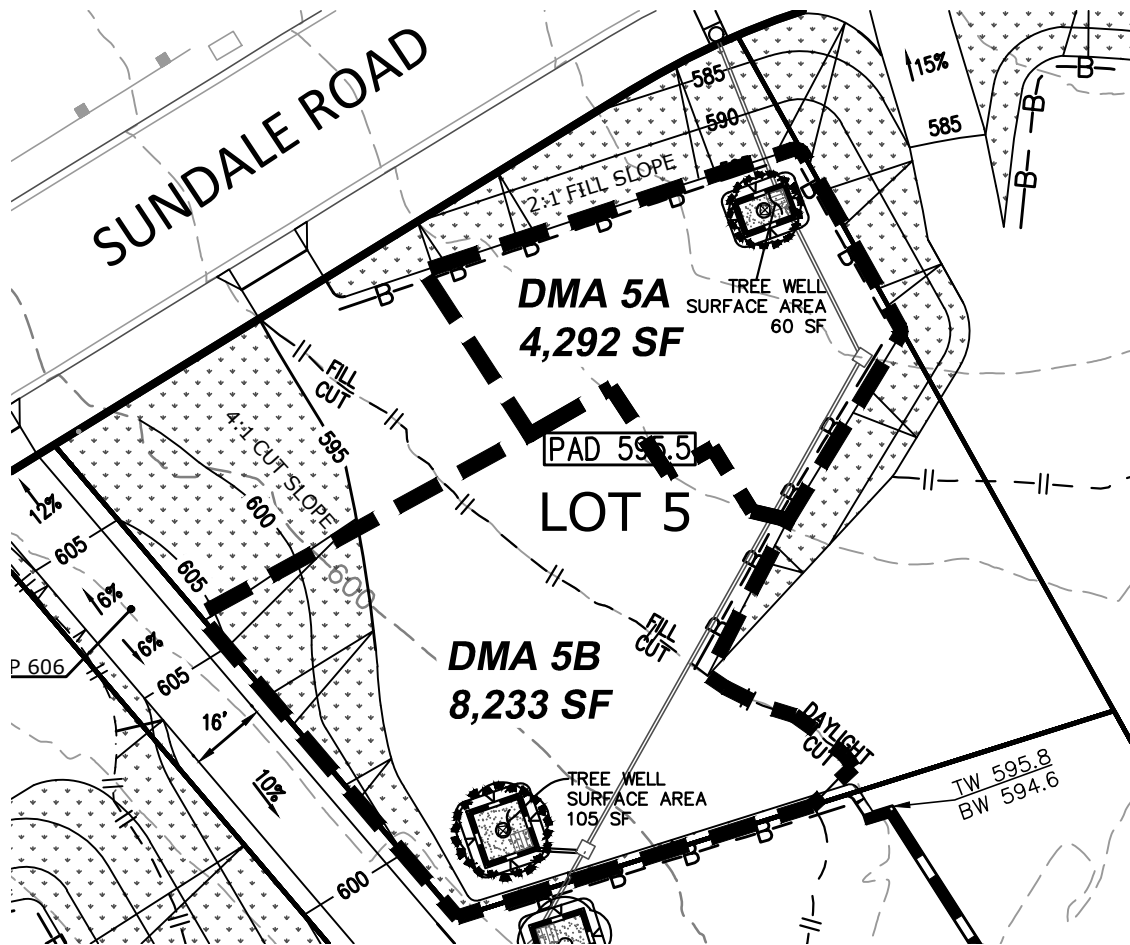 SUNDALE ROAD
585
15%
590
585
2:1 FILL SLOPE
B
B
B
B
B
B
B
B
B
B
B
TREE WELL
SURFACE AREA
60 SF
DMA 5A
4,292 SF
FILL
CUT
4:1 CUT SLOPE
595
PAD 595.5
LOT 5
600
12%
605
605
600
6%
6%
P 606
605
16'
10%
B
B
B
B
FILL
CUT
DMA 5B
8,233 SF
DAYLIGHT
CUT
TREE WELL
SURFACE AREA
105 SF
TW 595.8
BW 594.6
B
B
B
600